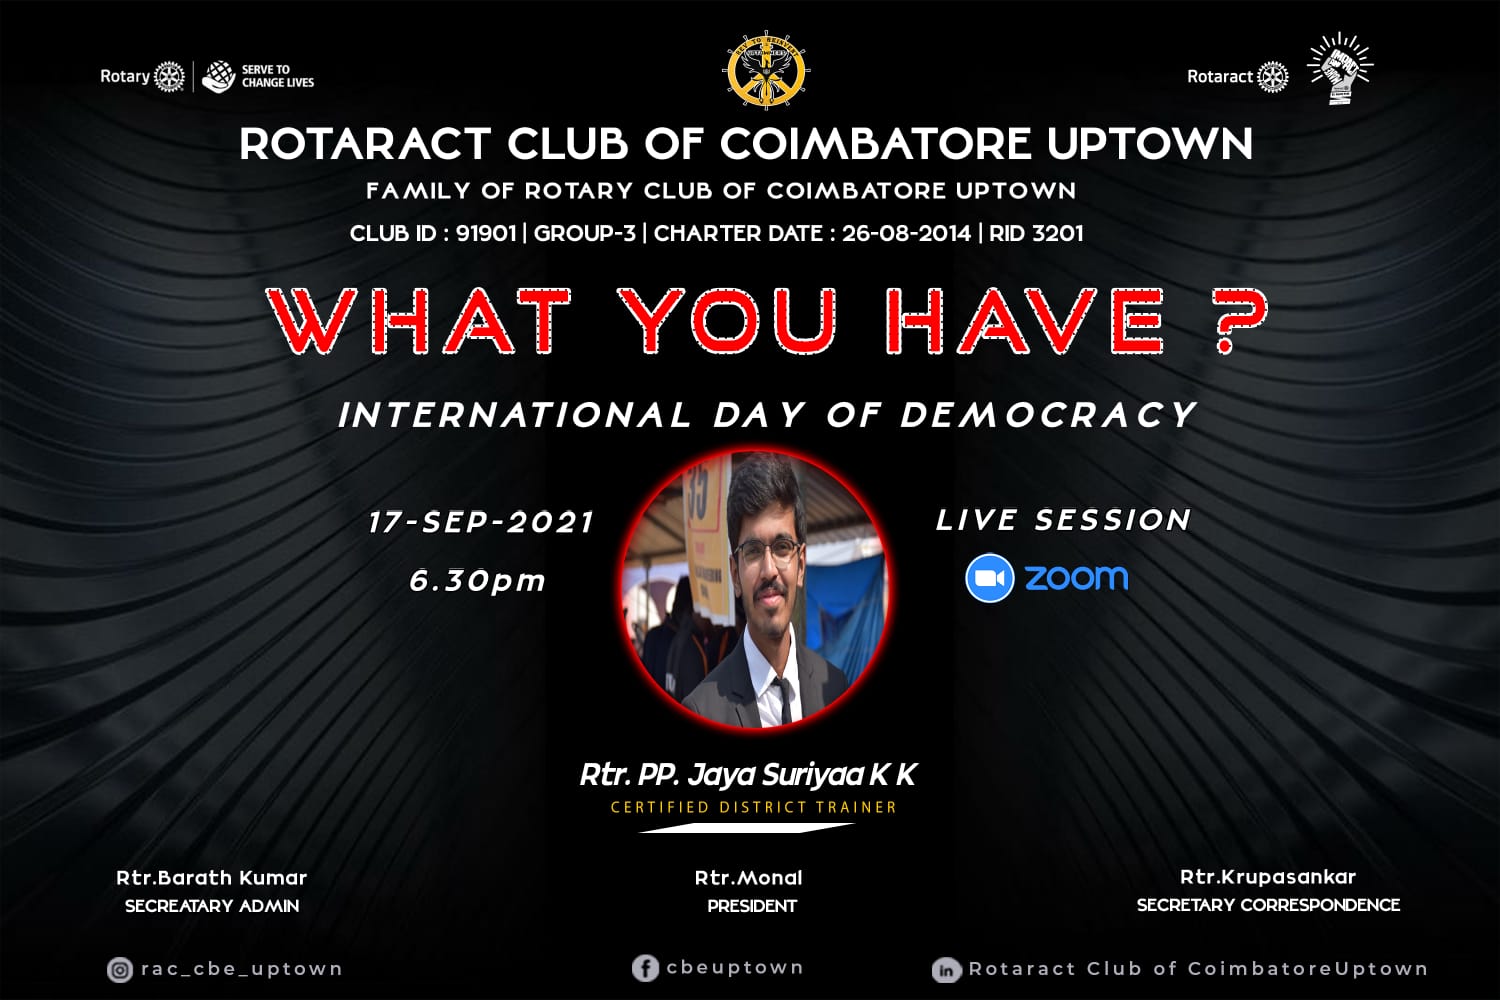 Rotary
SERVE TO
CHANGE LIVES
Rotaract
ROTARACT CLUB OF COIMBATORE UPTOWN
FAMILY OF ROTARY CLUB OF COIMBATORE UPTOWN
CLUB ID : 91901 | GROUP-3 | CHARTER DATE : 26-08-2014 | RID 3201
WHAT YOU HAVE ?
INTERNATIONAL DAY OF DEMOCRACY
17-SEP-2021
6.30pm
LIVE SESSION
zoom
35
Rtr. PP. Jaya Suriyaa K K
CERTIFIED DISTRICT TRAINER
Rtr.Barath Kumar
SECREATARY ADMIN
Rtr.Monal
PRESIDENT
Rtr.Krupasankar
SECRETARY CORRESPONDENCE
rac_cbe_uptown
f cbeuptown
in Rotaract Club of CoimbatoreUptown